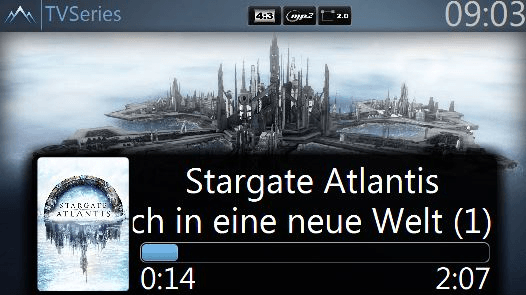 TVSeries
4:3 mp2 2.0
09:03
Stargate Atlantis
ch in eine neue Welt (1)
STARGATE
ATLANTIS
0:14
2:07